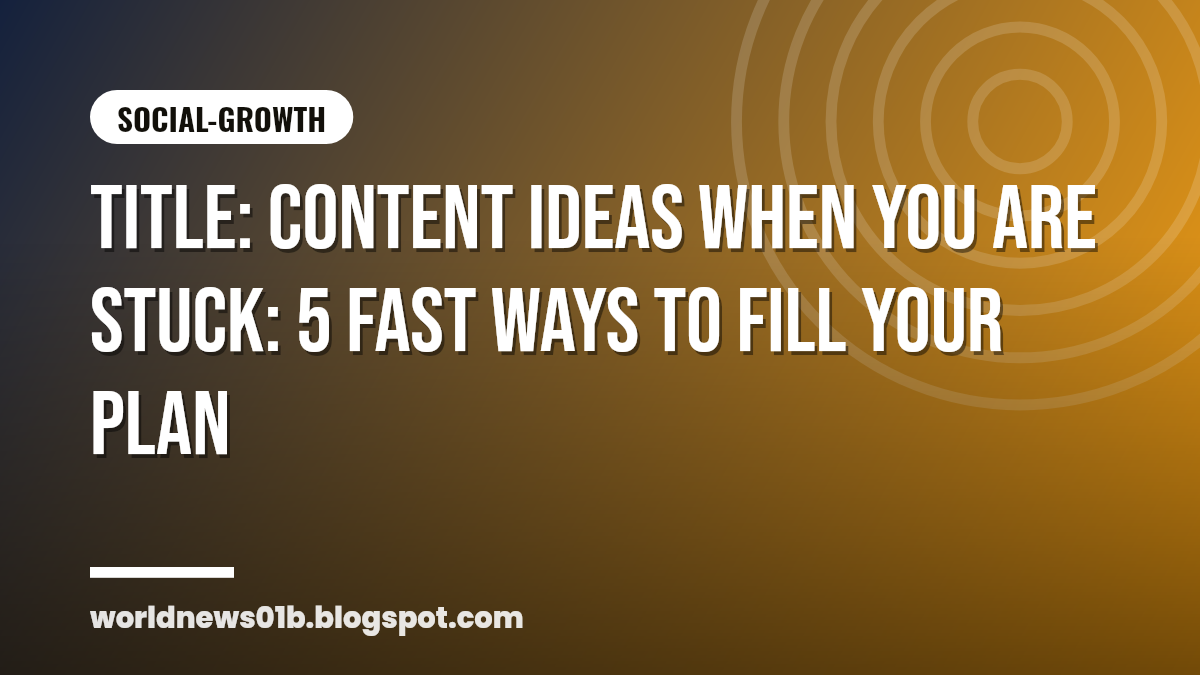 SOCIAL-GROWTH
TITLE: CONTENT IDEAS WHEN YOU ARE
STUCK: 5 FAST WAYS TO FILL YOUR
PLAN
worldnews01b.blogspot.com